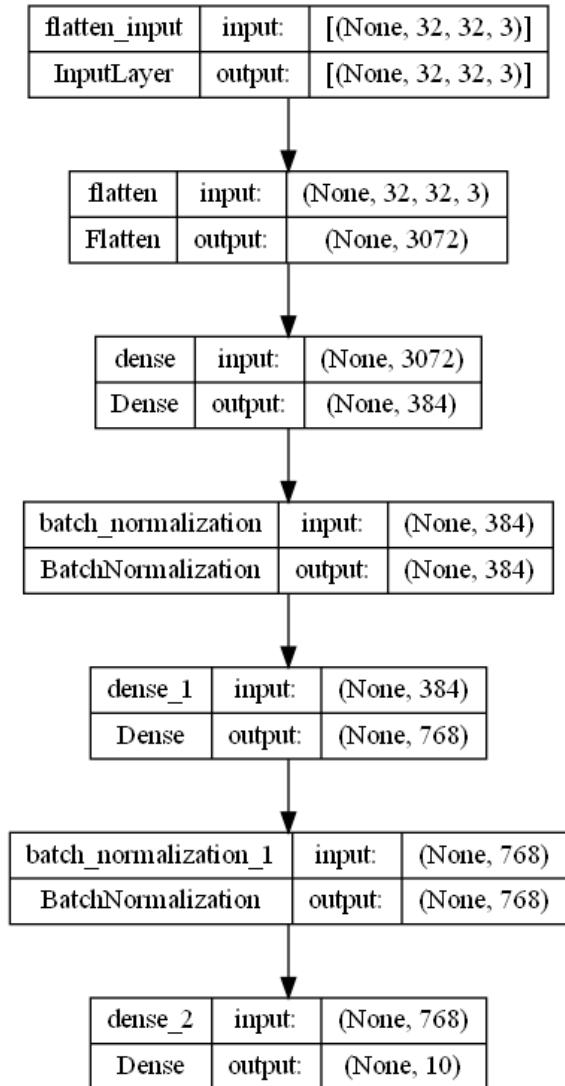 flatten_input input: [(None, 32, 32, 3)]
InputLayer output: [(None, 32, 32, 3)]
flatten input: (None, 32, 32, 3)
Flatten output: (None, 3072)
dense input: (None, 3072)
Dense output: (None, 384)
batch_normalization input: (None, 384)
BatchNormalization output: (None, 384)
dense_1 input: (None, 384)
Dense output: (None, 768)
batch_normalization_1 input: (None, 768)
BatchNormalization output: (None, 768)
dense_2 input: (None, 768)
Dense output: (None, 10)